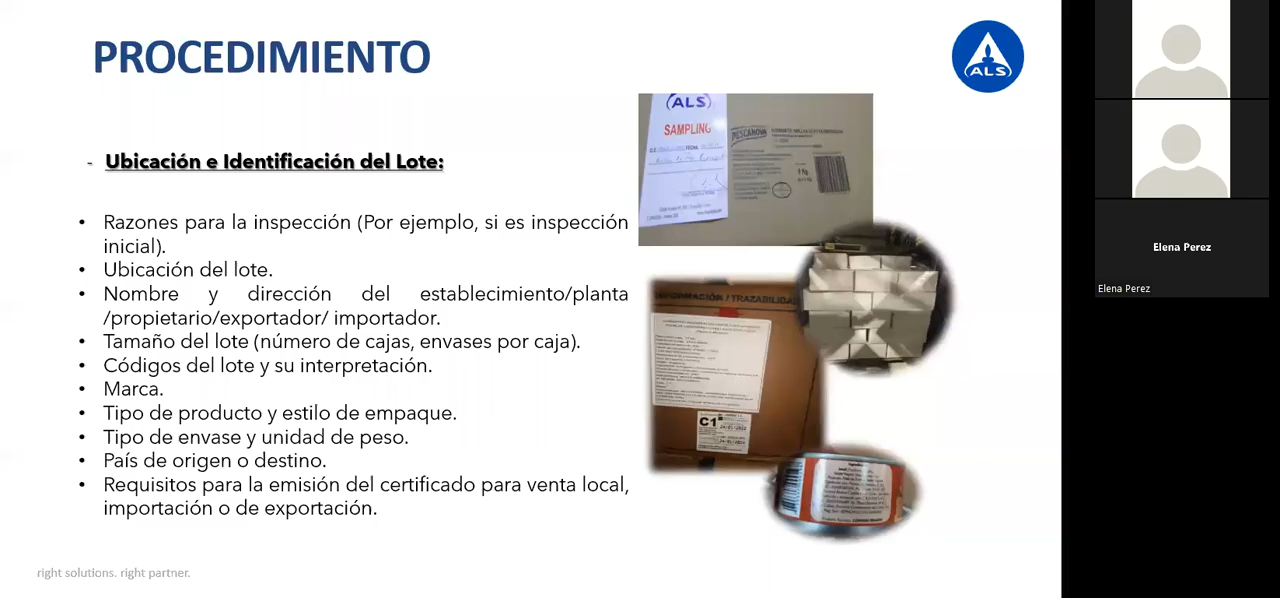 PROCEDIMIENTO
ALS
- Ubicación e Identificación del Lote:
• Razones para la inspección (Por ejemplo, si es inspección
inicial).
• Ubicación del lote.
• Nombre y dirección del establecimiento/planta
/propietario/exportador/ importador.
• Tamaño del lote (número de cajas, envases por caja).
• Códigos del lote y su interpretación.
• Marca.
• Tipo de producto y estilo de empaque.
• Tipo de envase y unidad de peso.
• País de origen o destino.
• Requisitos para la emisión del certificado para venta local,
importación o de exportación.
(ALS)
SAMPLING
PESCANOVA
INFORMACIÓN / TRAZABILIDA
C1
right solutions. right partner.
Elena Perez
Elena Perez